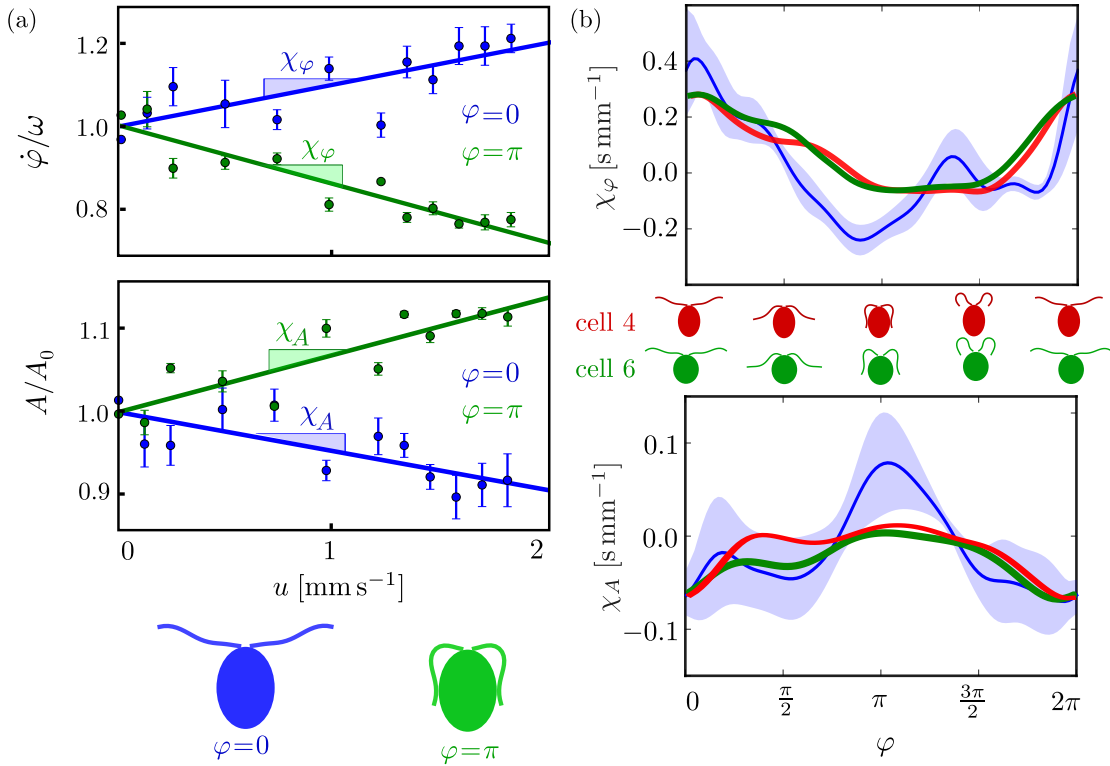 (a)
1.2
1.0
0.8
φ̇/ω
χφ
φ=0
χφ
φ=π
1.1
1.0
0.9
A/A0
χA
φ=0
φ=π
χA
0
1
2
u [mm s⁻¹]
φ=0
φ=π
(b)
0.4
0.2
0.0
−0.2
χφ [s mm⁻¹]
cell 4
cell 6
0.1
0.0
−0.1
χA [s mm⁻¹]
0
π/2
π
3π/2
2π
φ